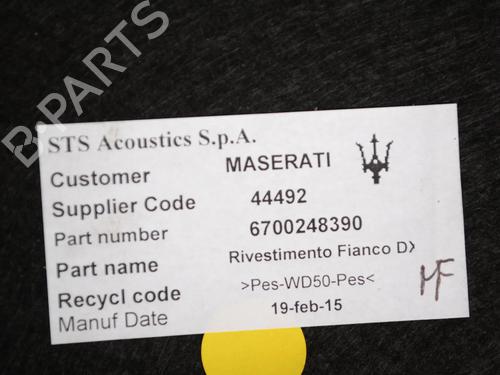 B-PARTS
STS Acoustics S.p.A.
Customer MASERATI
Supplier Code 44492
Part number 6700248390
Part name Rivestimento Fianco DX
Recycl code >Pes-WD50-Pes<
Manuf Date 19-feb-15
MF